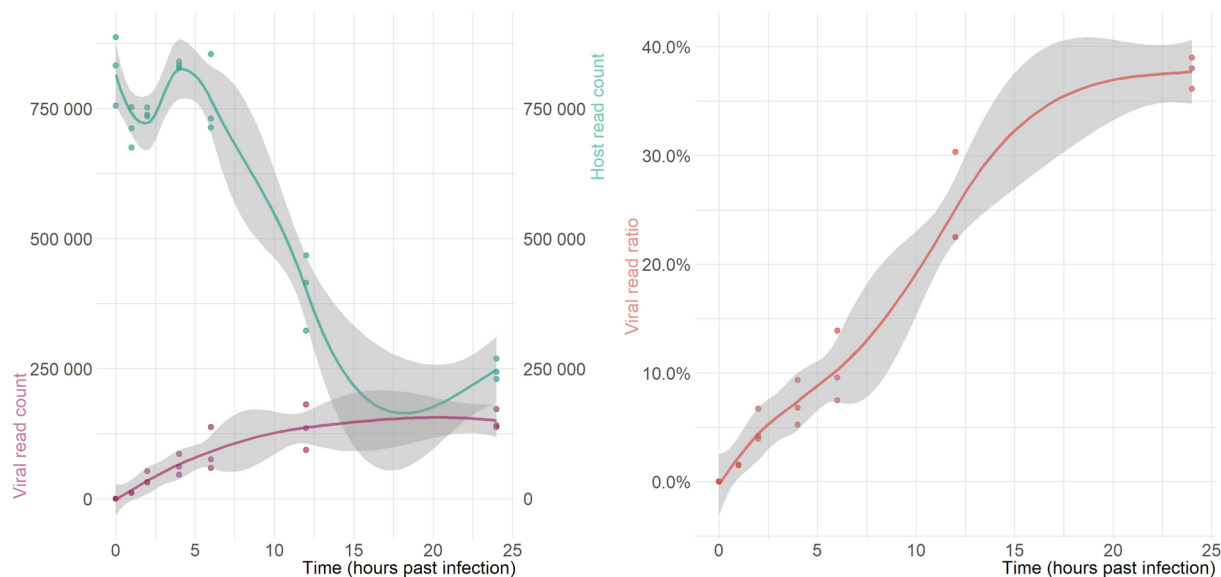 Viral read count
750 000
500 000
250 000
0
Host read count
750 000
500 000
250 000
0
0 5 10 15 20 25
Time (hours past infection)
Viral read ratio
40.0%
30.0%
20.0%
10.0%
0.0%
0 5 10 15 20 25
Time (hours past infection)